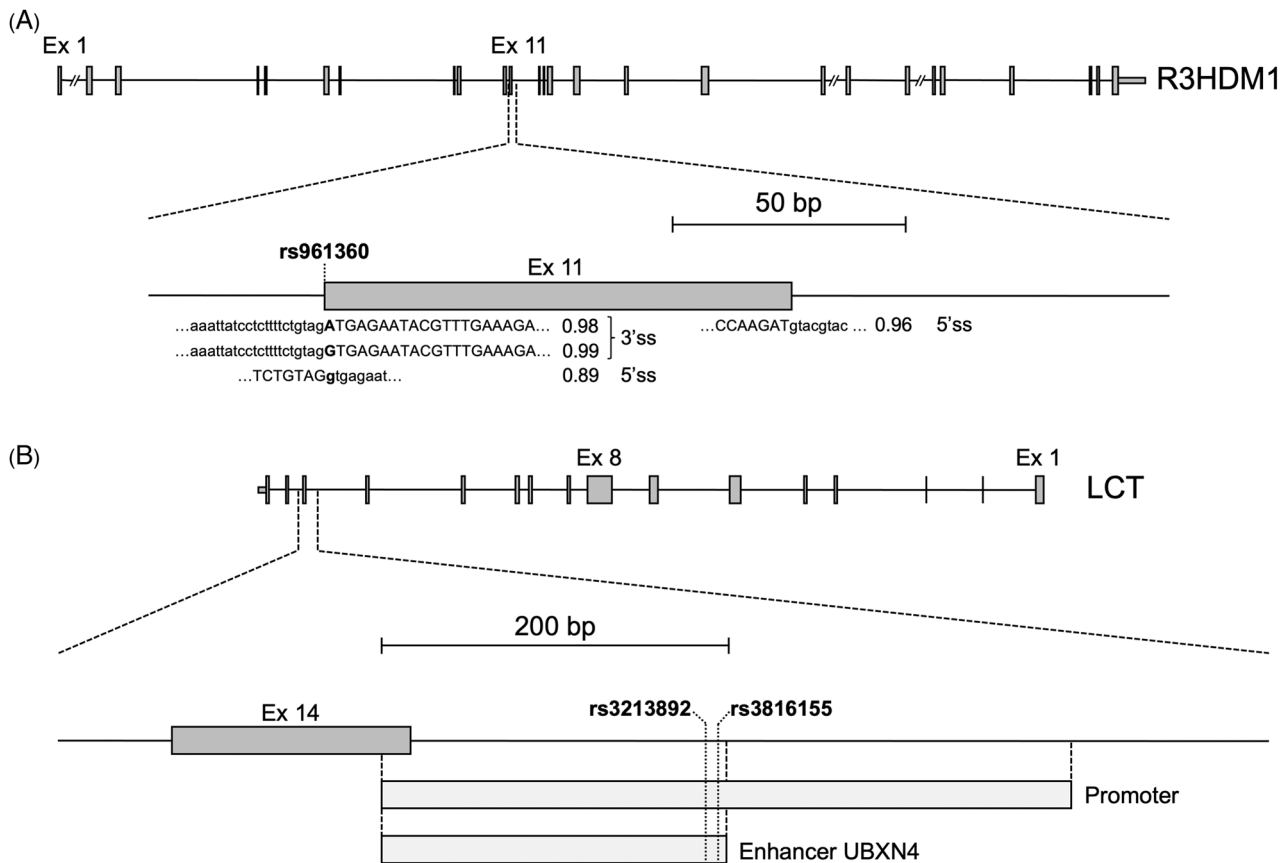 (A)
Ex 1 Ex 11
R3HDM1
50 bp
rs961360
Ex 11
...aaattatcctcttttctgtagATGAGAATACGTTTGAAAGA... 0.98 ...CCAAGATgtacgtac ... 0.96 5'ss
3'ss
...aaattatcctcttttctgtagGTGAGAATACGTTTGAAAGA... 0.99
...TCTGTAGgtgagaat... 0.89 5'ss
(B)
Ex 8 Ex 1
LCT
200 bp
rs3213892 rs3816155
Ex 14
Promoter
Enhancer UBXN4